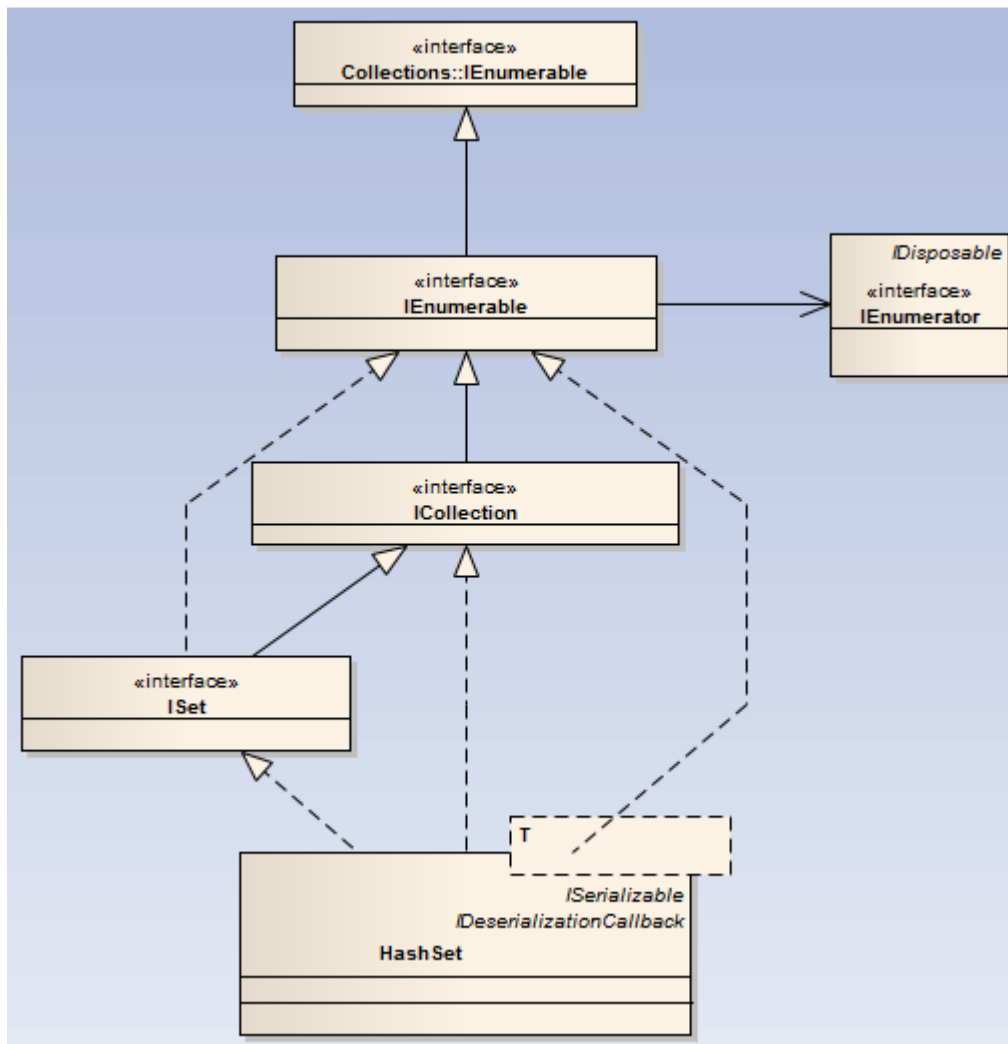 «interface»
Collections::IEnumerable
«interface»
IEnumerable
IDisposable
«interface»
IEnumerator
«interface»
ICollection
«interface»
ISet
T
ISerializable
IDeserializationCallback
HashSet